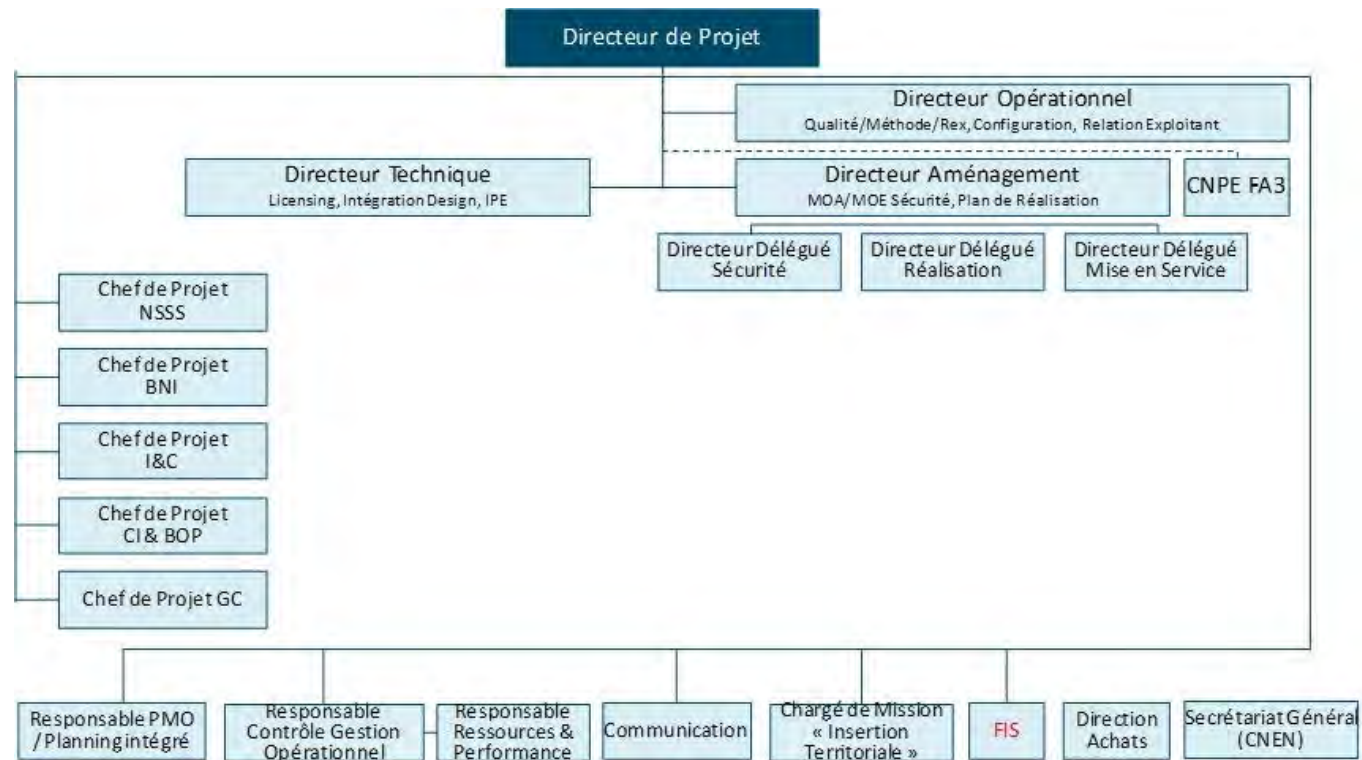 Directeur de Projet
Directeur Opérationnel
Qualité/Méthode/Rex, Configuration, Relation Exploitant
Directeur Technique
Licensing, Intégration Design, IPE
Directeur Aménagement
MOA/MOE Sécurité, Plan de Réalisation
CNPE FA3
Directeur Délégué
Sécurité
Directeur Délégué
Réalisation
Directeur Délégué
Mise en Service
Chef de Projet
NSSS
Chef de Projet
BNI
Chef de Projet
I&C
Chef de Projet
CI & BOP
Chef de Projet GC
Responsable PMO
/ Planning intégré
Responsable
Contrôle Gestion
Opérationnel
Responsable
Ressources &
Performance
Communication
Chargé de Mission
« Insertion
Territoriale »
FIS
Direction
Achats
Secrétariat Général
(CNEN)